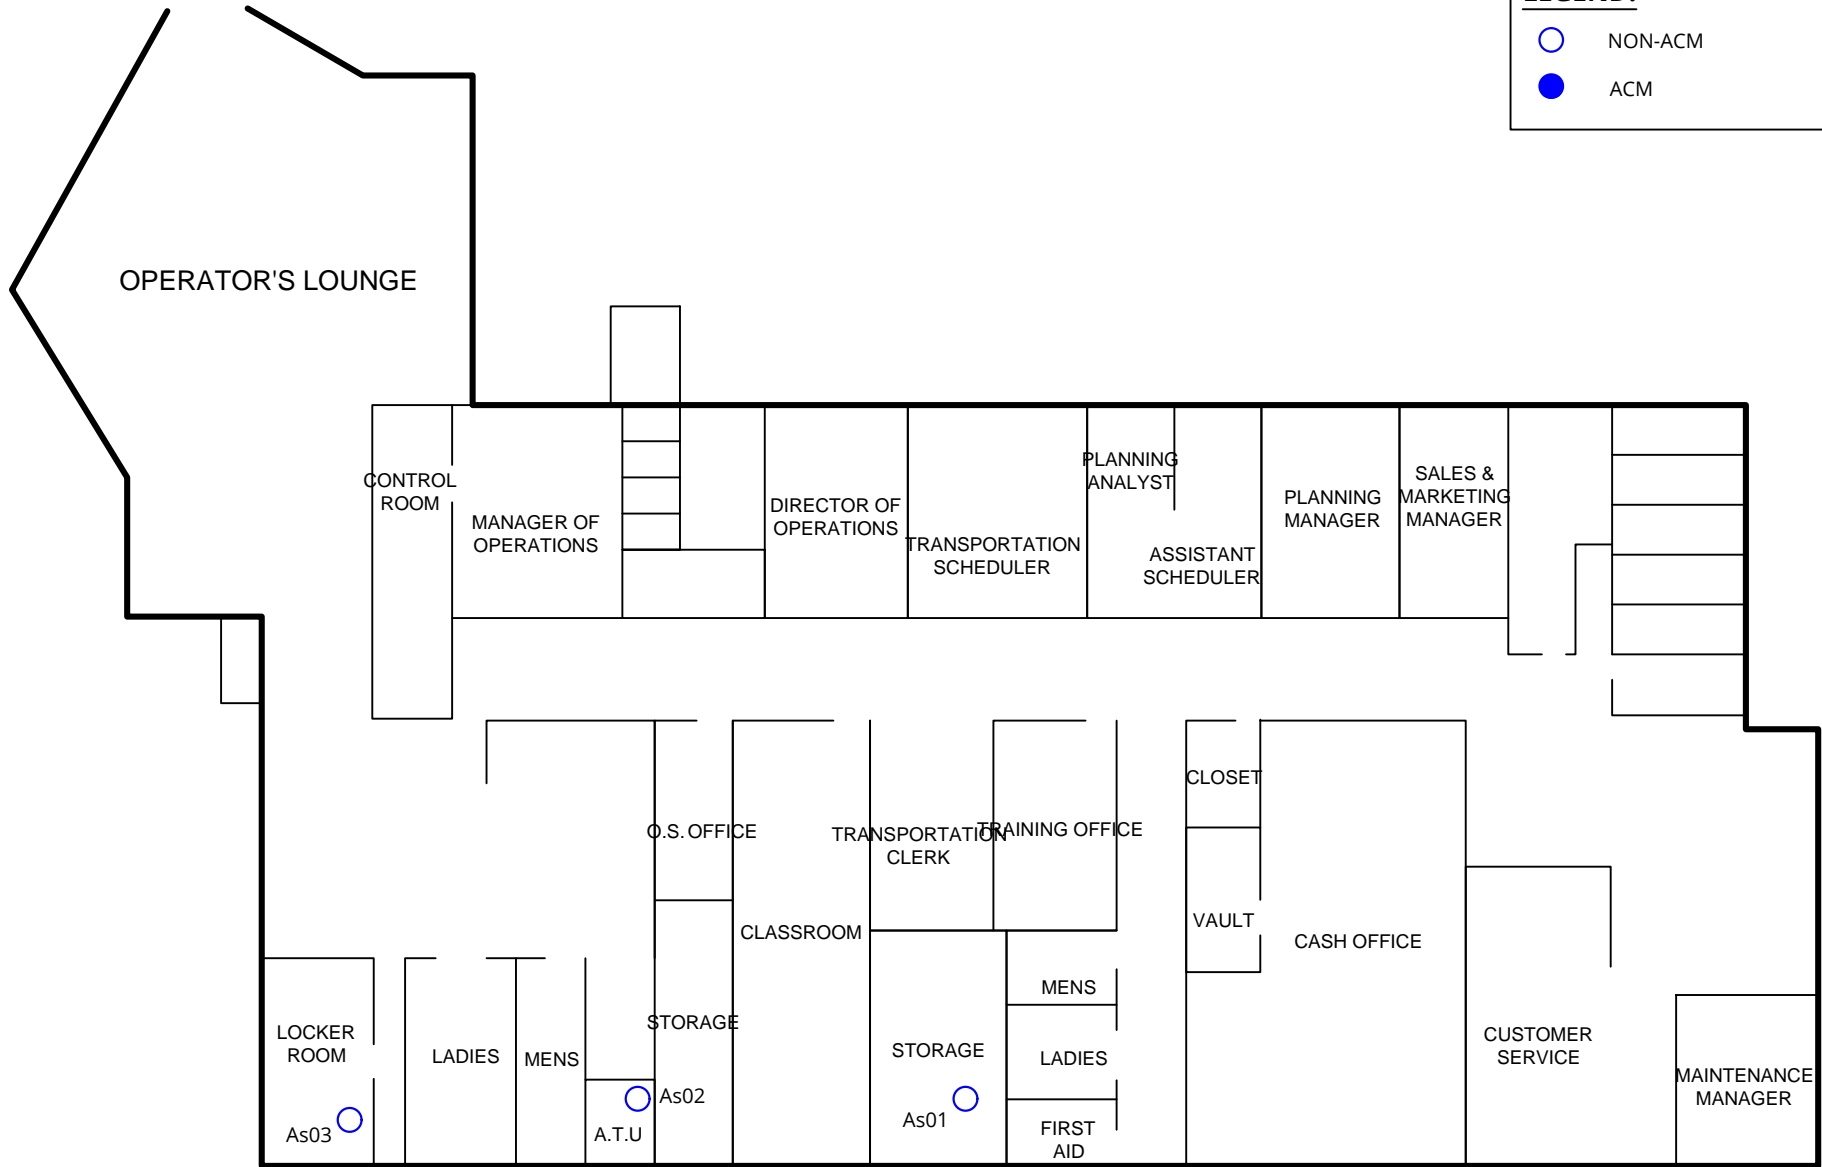 LEGEND:
NON-ACM
ACM
OPERATOR'S LOUNGE
CONTROL
ROOM
MANAGER OF
OPERATIONS
DIRECTOR OF
OPERATIONS
TRANSPORTATION
SCHEDULER
PLANNING
ANALYST
ASSISTANT
SCHEDULER
PLANNING
MANAGER
SALES &
MARKETING
MANAGER
O.S. OFFICE
TRANSPORTATION
CLERK
TRAINING OFFICE
CLOSET
VAULT
CLASSROOM
CASH OFFICE
LOCKER
ROOM
LADIES
MENS
STORAGE
STORAGE
MENS
LADIES
CUSTOMER
SERVICE
MAINTENANCE
MANAGER
As03
A.T.U
As02
As01
FIRST
AID